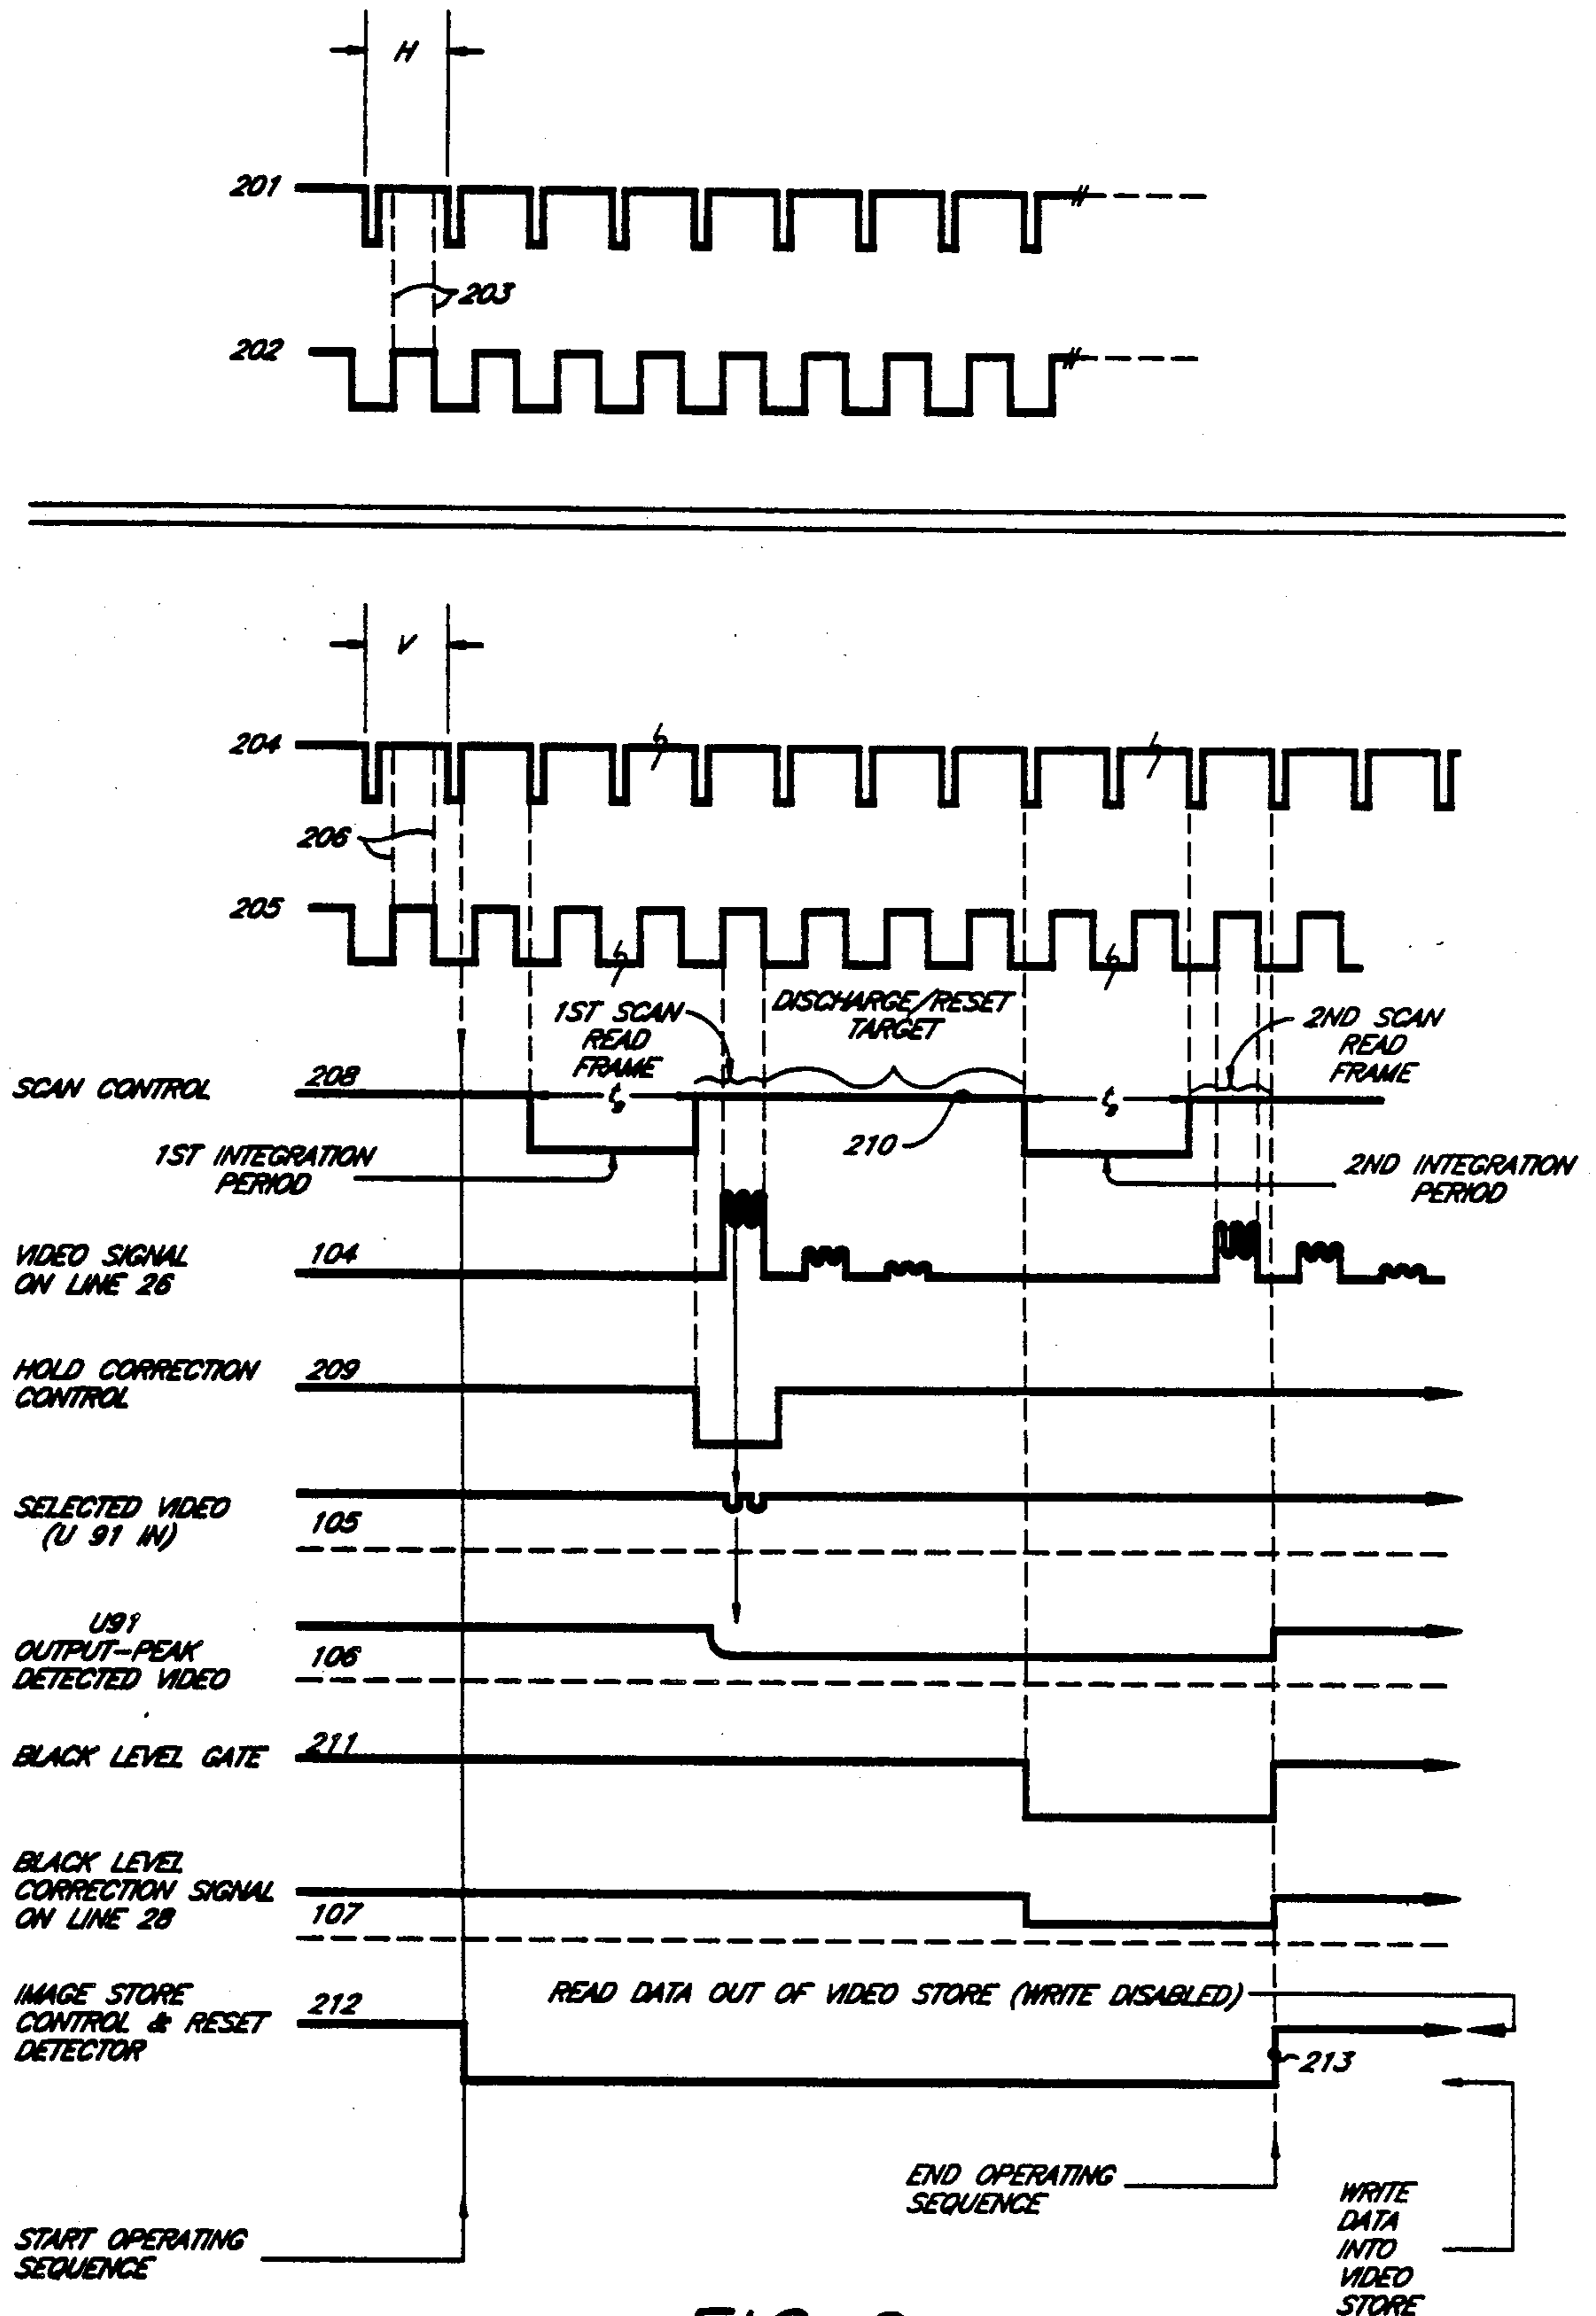 H
201
203
202
V
204
206
205
1ST SCAN
READ
FRAME
DISCHARGE/RESET
TARGET
2ND SCAN
READ
FRAME
SCAN CONTROL
208
210
1ST INTEGRATION
PERIOD
2ND INTEGRATION
PERIOD
VIDEO SIGNAL
ON LINE 26
104
HOLD CORRECTION
CONTROL
209
SELECTED VIDEO
(U 91 IN)
105
U91
OUTPUT-PEAK
DETECTED VIDEO
106
BLACK LEVEL GATE
211
BLACK LEVEL
CORRECTION SIGNAL
ON LINE 28
107
IMAGE STORE
CONTROL & RESET
DETECTOR
212
READ DATA OUT OF VIDEO STORE (WRITE DISABLED)
213
END OPERATING
SEQUENCE
WRITE
DATA
INTO
VIDEO
STORE
START OPERATING
SEQUENCE